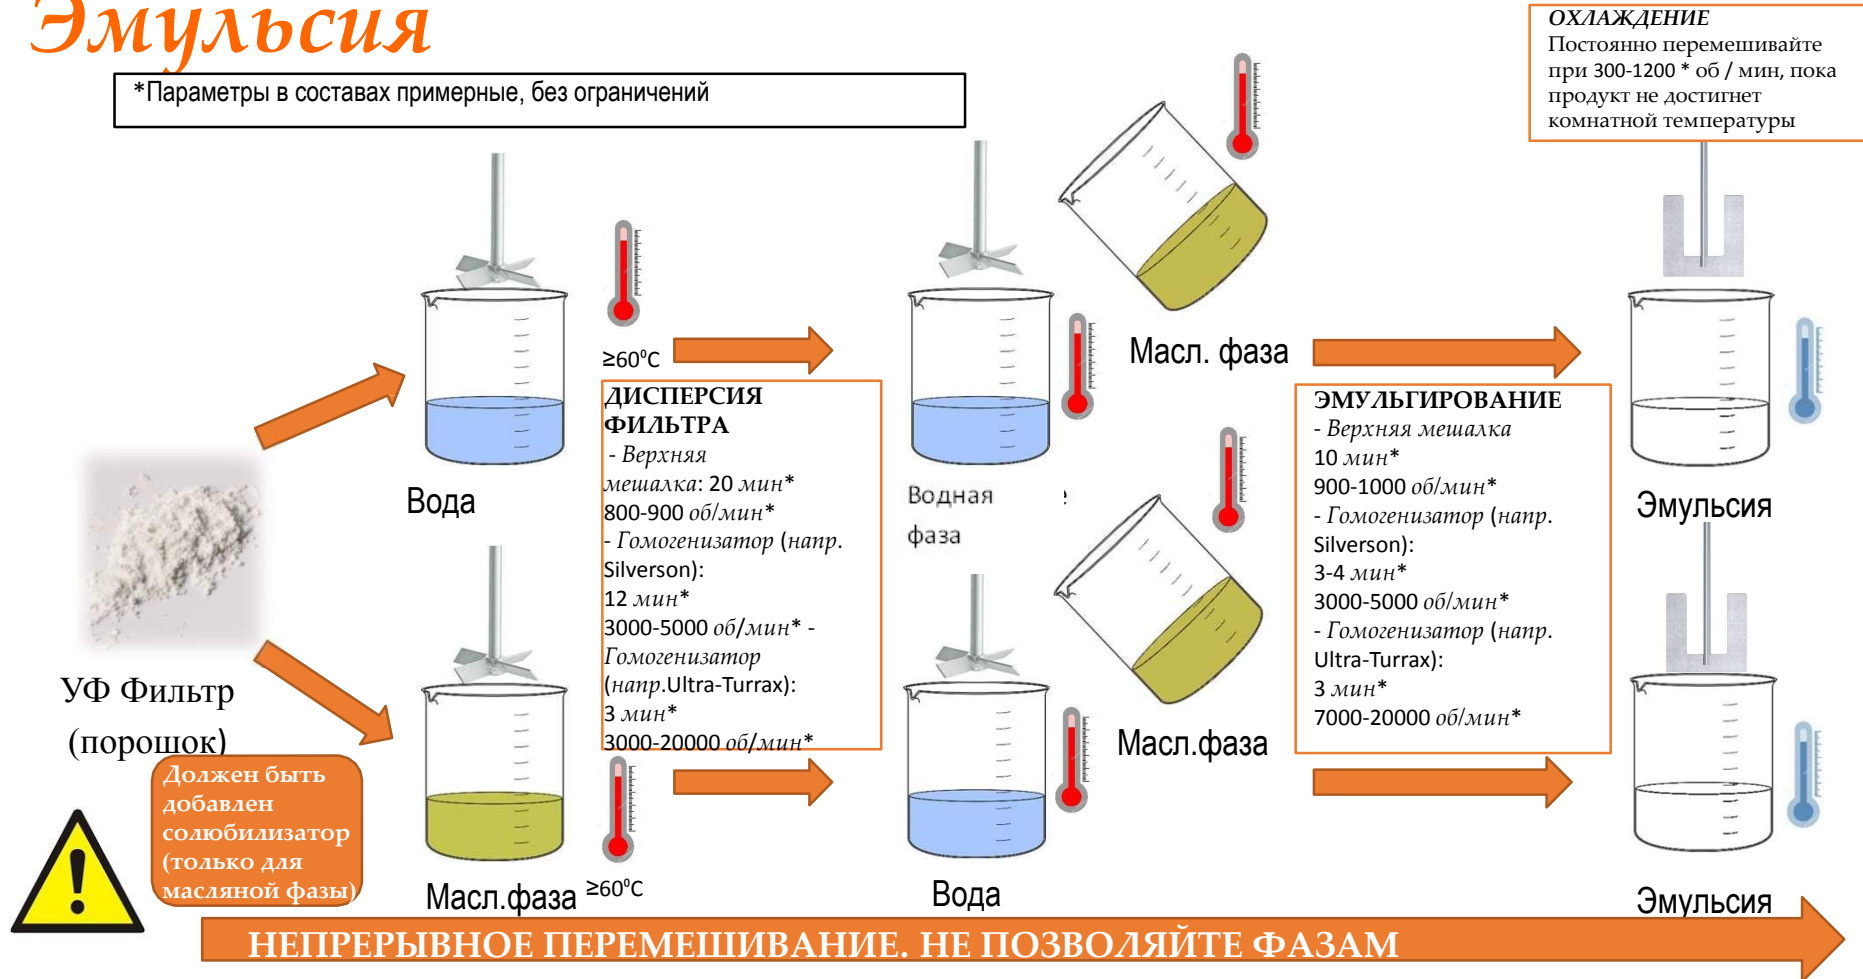 Эмульсия
*Параметры в составах примерные, без ограничений
ОХЛАЖДЕНИЕ
Постоянно перемешивайте
при 300-1200 * об / мин, пока
продукт не достигнет
комнатной температуры
≥60⁰C
Вода
ДИСПЕРСИЯ
ФИЛЬТРА
- Верхняя
мешалка: 20 мин*
800-900 об/мин*
- Гомогенизатор (напр.
Silverson):
12 мин*
3000-5000 об/мин* -
Гомогенизатор
(напр.Ultra-Turrax):
3 мин*
3000-20000 об/мин*
Водная
фаза
Масл. фаза
ЭМУЛЬГИРОВАНИЕ
- Верхняя мешалка
10 мин*
900-1000 об/мин*
- Гомогенизатор (напр.
Silverson):
3-4 мин*
3000-5000 об/мин*
- Гомогенизатор (напр.
Ultra-Turrax):
3 мин*
7000-20000 об/мин*
Эмульсия
УФ Фильтр
(порошок)
Должен быть
добавлен
солюбилизатор
(только для
масляной фазы)
Масл.фаза
≥60⁰C
Масл.фаза
Вода
Эмульсия
НЕПРЕРЫВНОЕ ПЕРЕМЕШИВАНИЕ. НЕ ПОЗВОЛЯЙТЕ ФАЗАМ